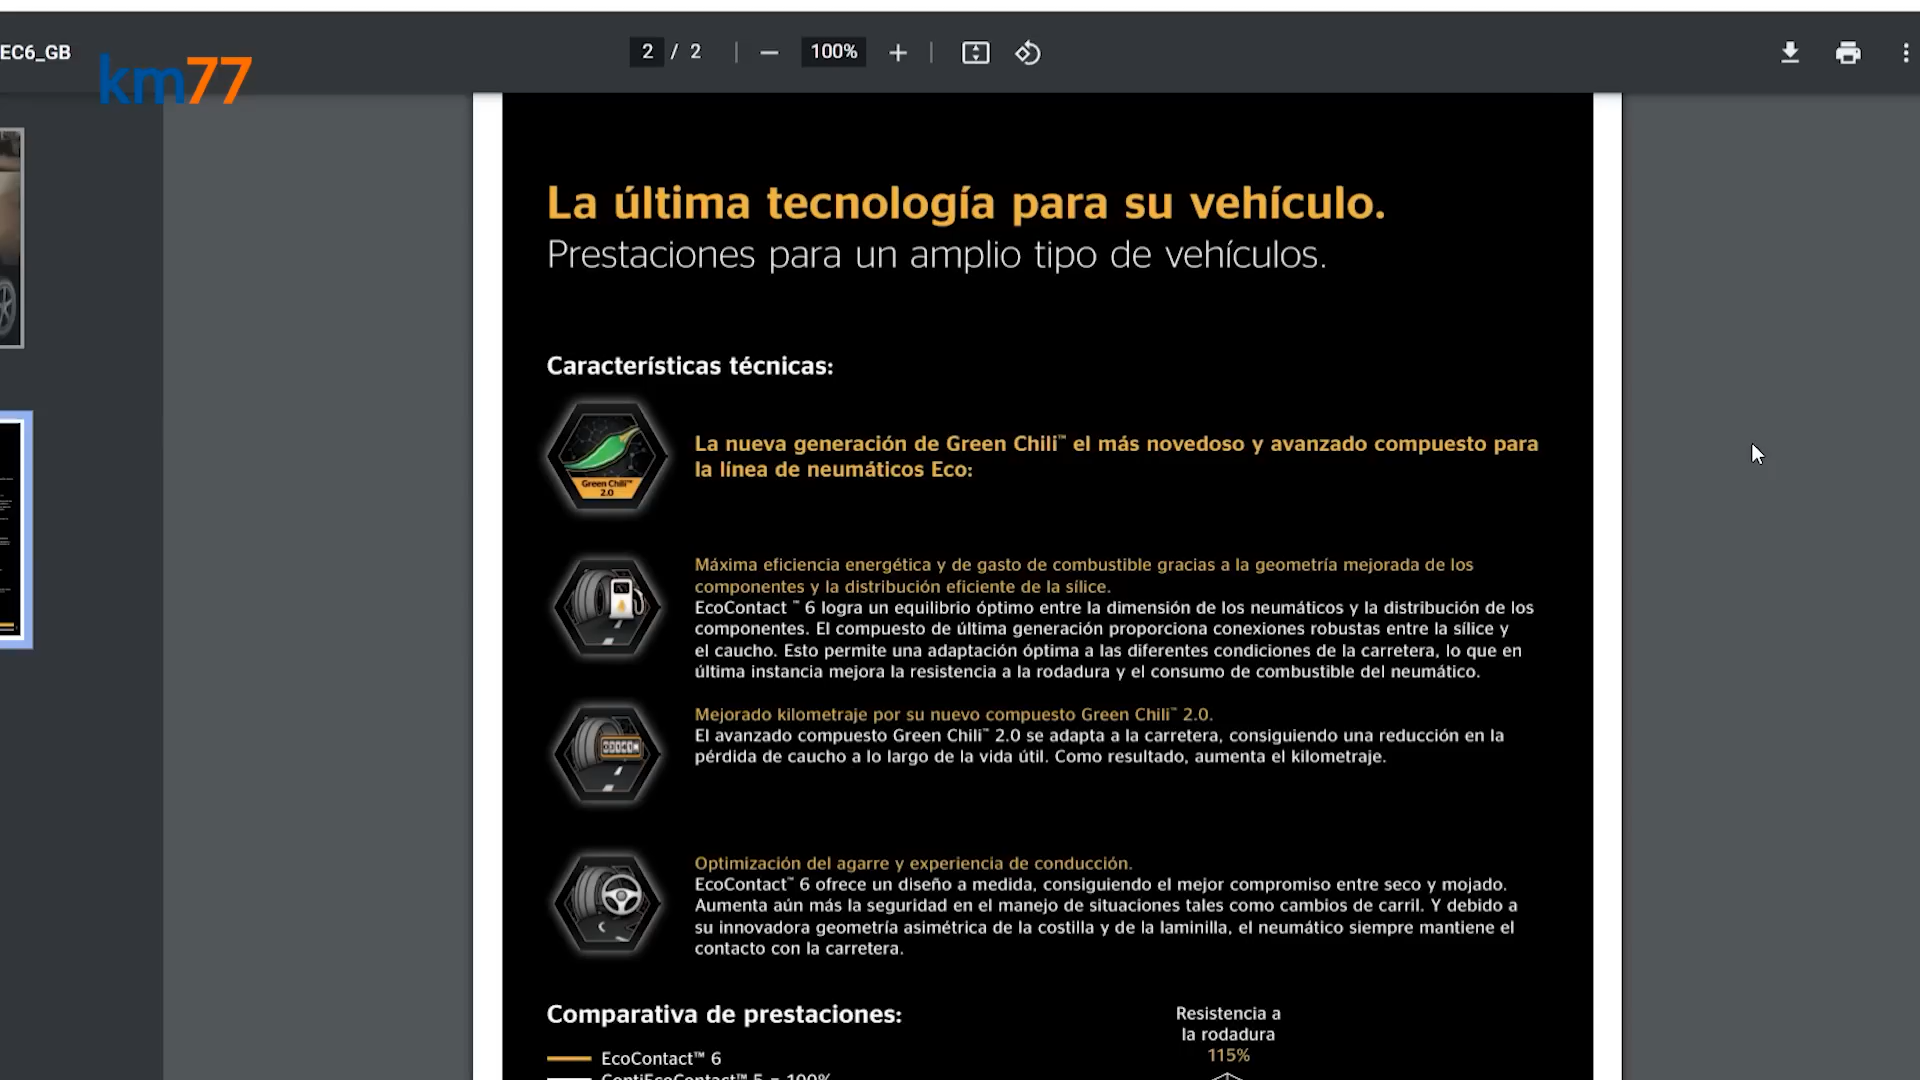 EC6_GB
2 / 2
100%
km77
La última tecnología para su vehículo.
Prestaciones para un amplio tipo de vehículos.
Características técnicas:
Green Chili™
2.0
La nueva generación de Green Chili™ el más novedoso y avanzado compuesto para
la línea de neumáticos Eco:
Máxima eficiencia energética y de gasto de combustible gracias a la geometría mejorada de los
componentes y la distribución eficiente de la sílice.
EcoContact ™ 6 logra un equilibrio óptimo entre la dimensión de los neumáticos y la distribución de los
componentes. El compuesto de última generación proporciona conexiones robustas entre la sílice y
el caucho. Esto permite una adaptación óptima a las diferentes condiciones de la carretera, lo que en
última instancia mejora la resistencia a la rodadura y el consumo de combustible del neumático.
Mejorado kilometraje por su nuevo compuesto Green Chili™ 2.0.
El avanzado compuesto Green Chili™ 2.0 se adapta a la carretera, consiguiendo una reducción en la
pérdida de caucho a lo largo de la vida útil. Como resultado, aumenta el kilometraje.
Optimización del agarre y experiencia de conducción.
EcoContact™ 6 ofrece un diseño a medida, consiguiendo el mejor compromiso entre seco y mojado.
Aumenta aún más la seguridad en el manejo de situaciones tales como cambios de carril. Y debido a
su innovadora geometría asimétrica de la costilla y de la laminilla, el neumático siempre mantiene el
contacto con la carretera.
Comparativa de prestaciones:
EcoContact™ 6
ContiEcoContact™ 5 = 100%
Resistencia a
la rodadura
115%